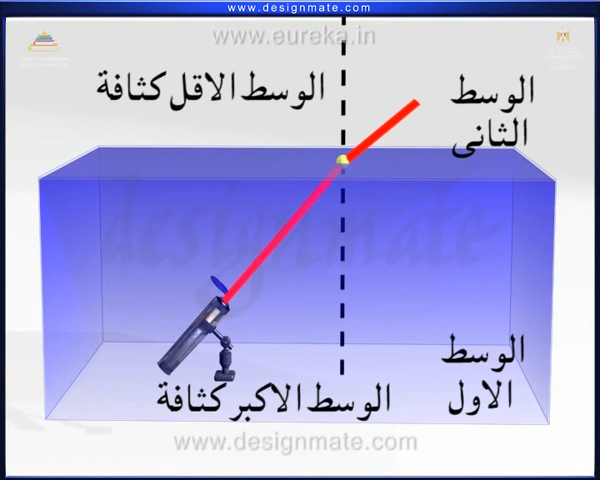 www.designmate.com
www.eureka.in
الوسط الاقل كثافة
الوسط
الثانى
designmate
الوسط
الاول
الوسط الاكبر كثافة
www.designmate.com